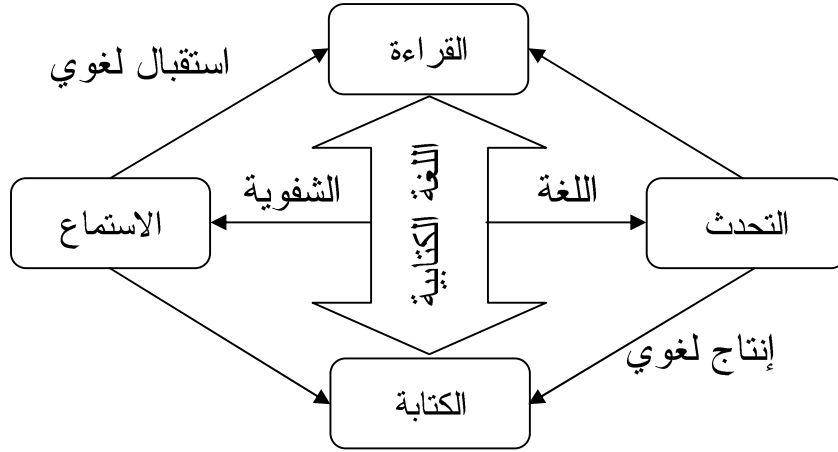 القراءة
استقبال لغوي
اللغة الشفوية
اللغة الكتابية
التحدث
الاستماع
إنتاج لغوي
الكتابة